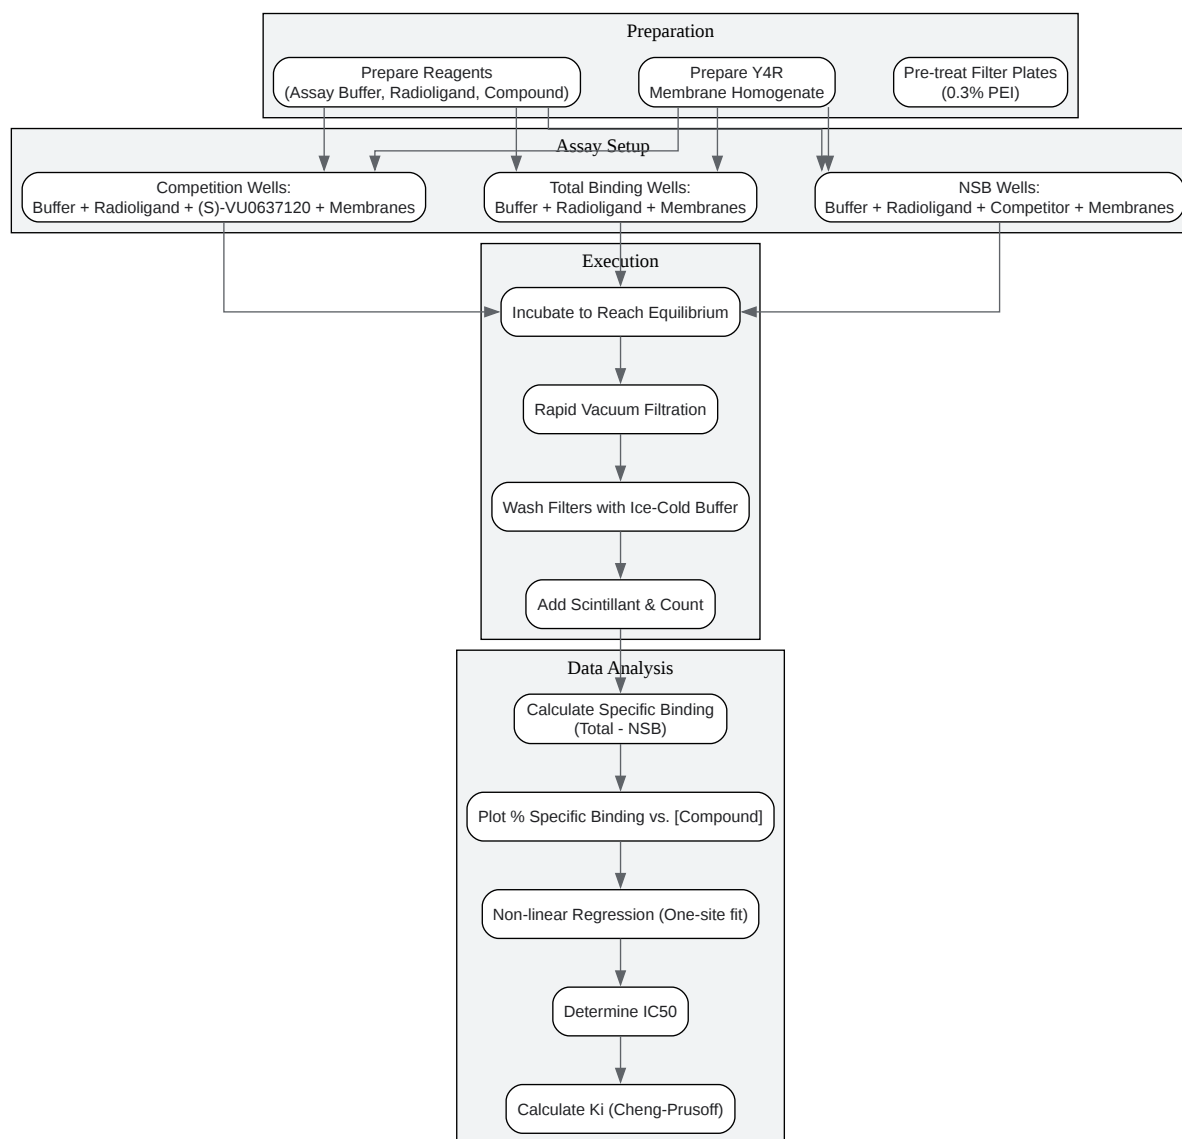 Preparation
Prepare Reagents
(Assay Buffer, Radioligand, Compound)
Prepare Y4R
Membrane Homogenate
Pre-treat Filter Plates
(0.3% PEI)
Assay Setup
Competition Wells:
Buffer + Radioligand + (S)-VU0637120 + Membranes
Total Binding Wells:
Buffer + Radioligand + Membranes
NSB Wells:
Buffer + Radioligand + Competitor + Membranes
Execution
Incubate to Reach Equilibrium
Rapid Vacuum Filtration
Wash Filters with Ice-Cold Buffer
Add Scintillant & Count
Data Analysis
Calculate Specific Binding
(Total - NSB)
Plot % Specific Binding vs. [Compound]
Non-linear Regression (One-site fit)
Determine IC50
Calculate Ki (Cheng-Prusoff)